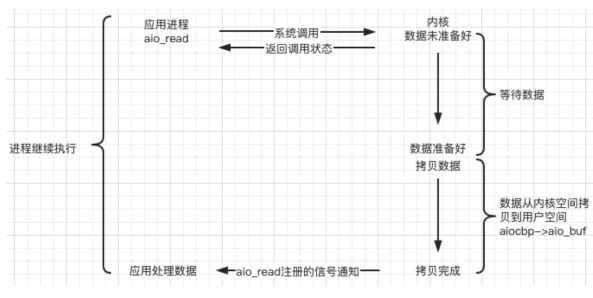 应用进程
aio_read
系统调用
返回调用状态
内核
数据未准备好
等待数据
进程继续执行
数据准备好
拷贝数据
数据从内核空间拷
贝到用户空间
aiocbp->aio_buf
应用处理数据
aio_read注册的信号通知
拷贝完成